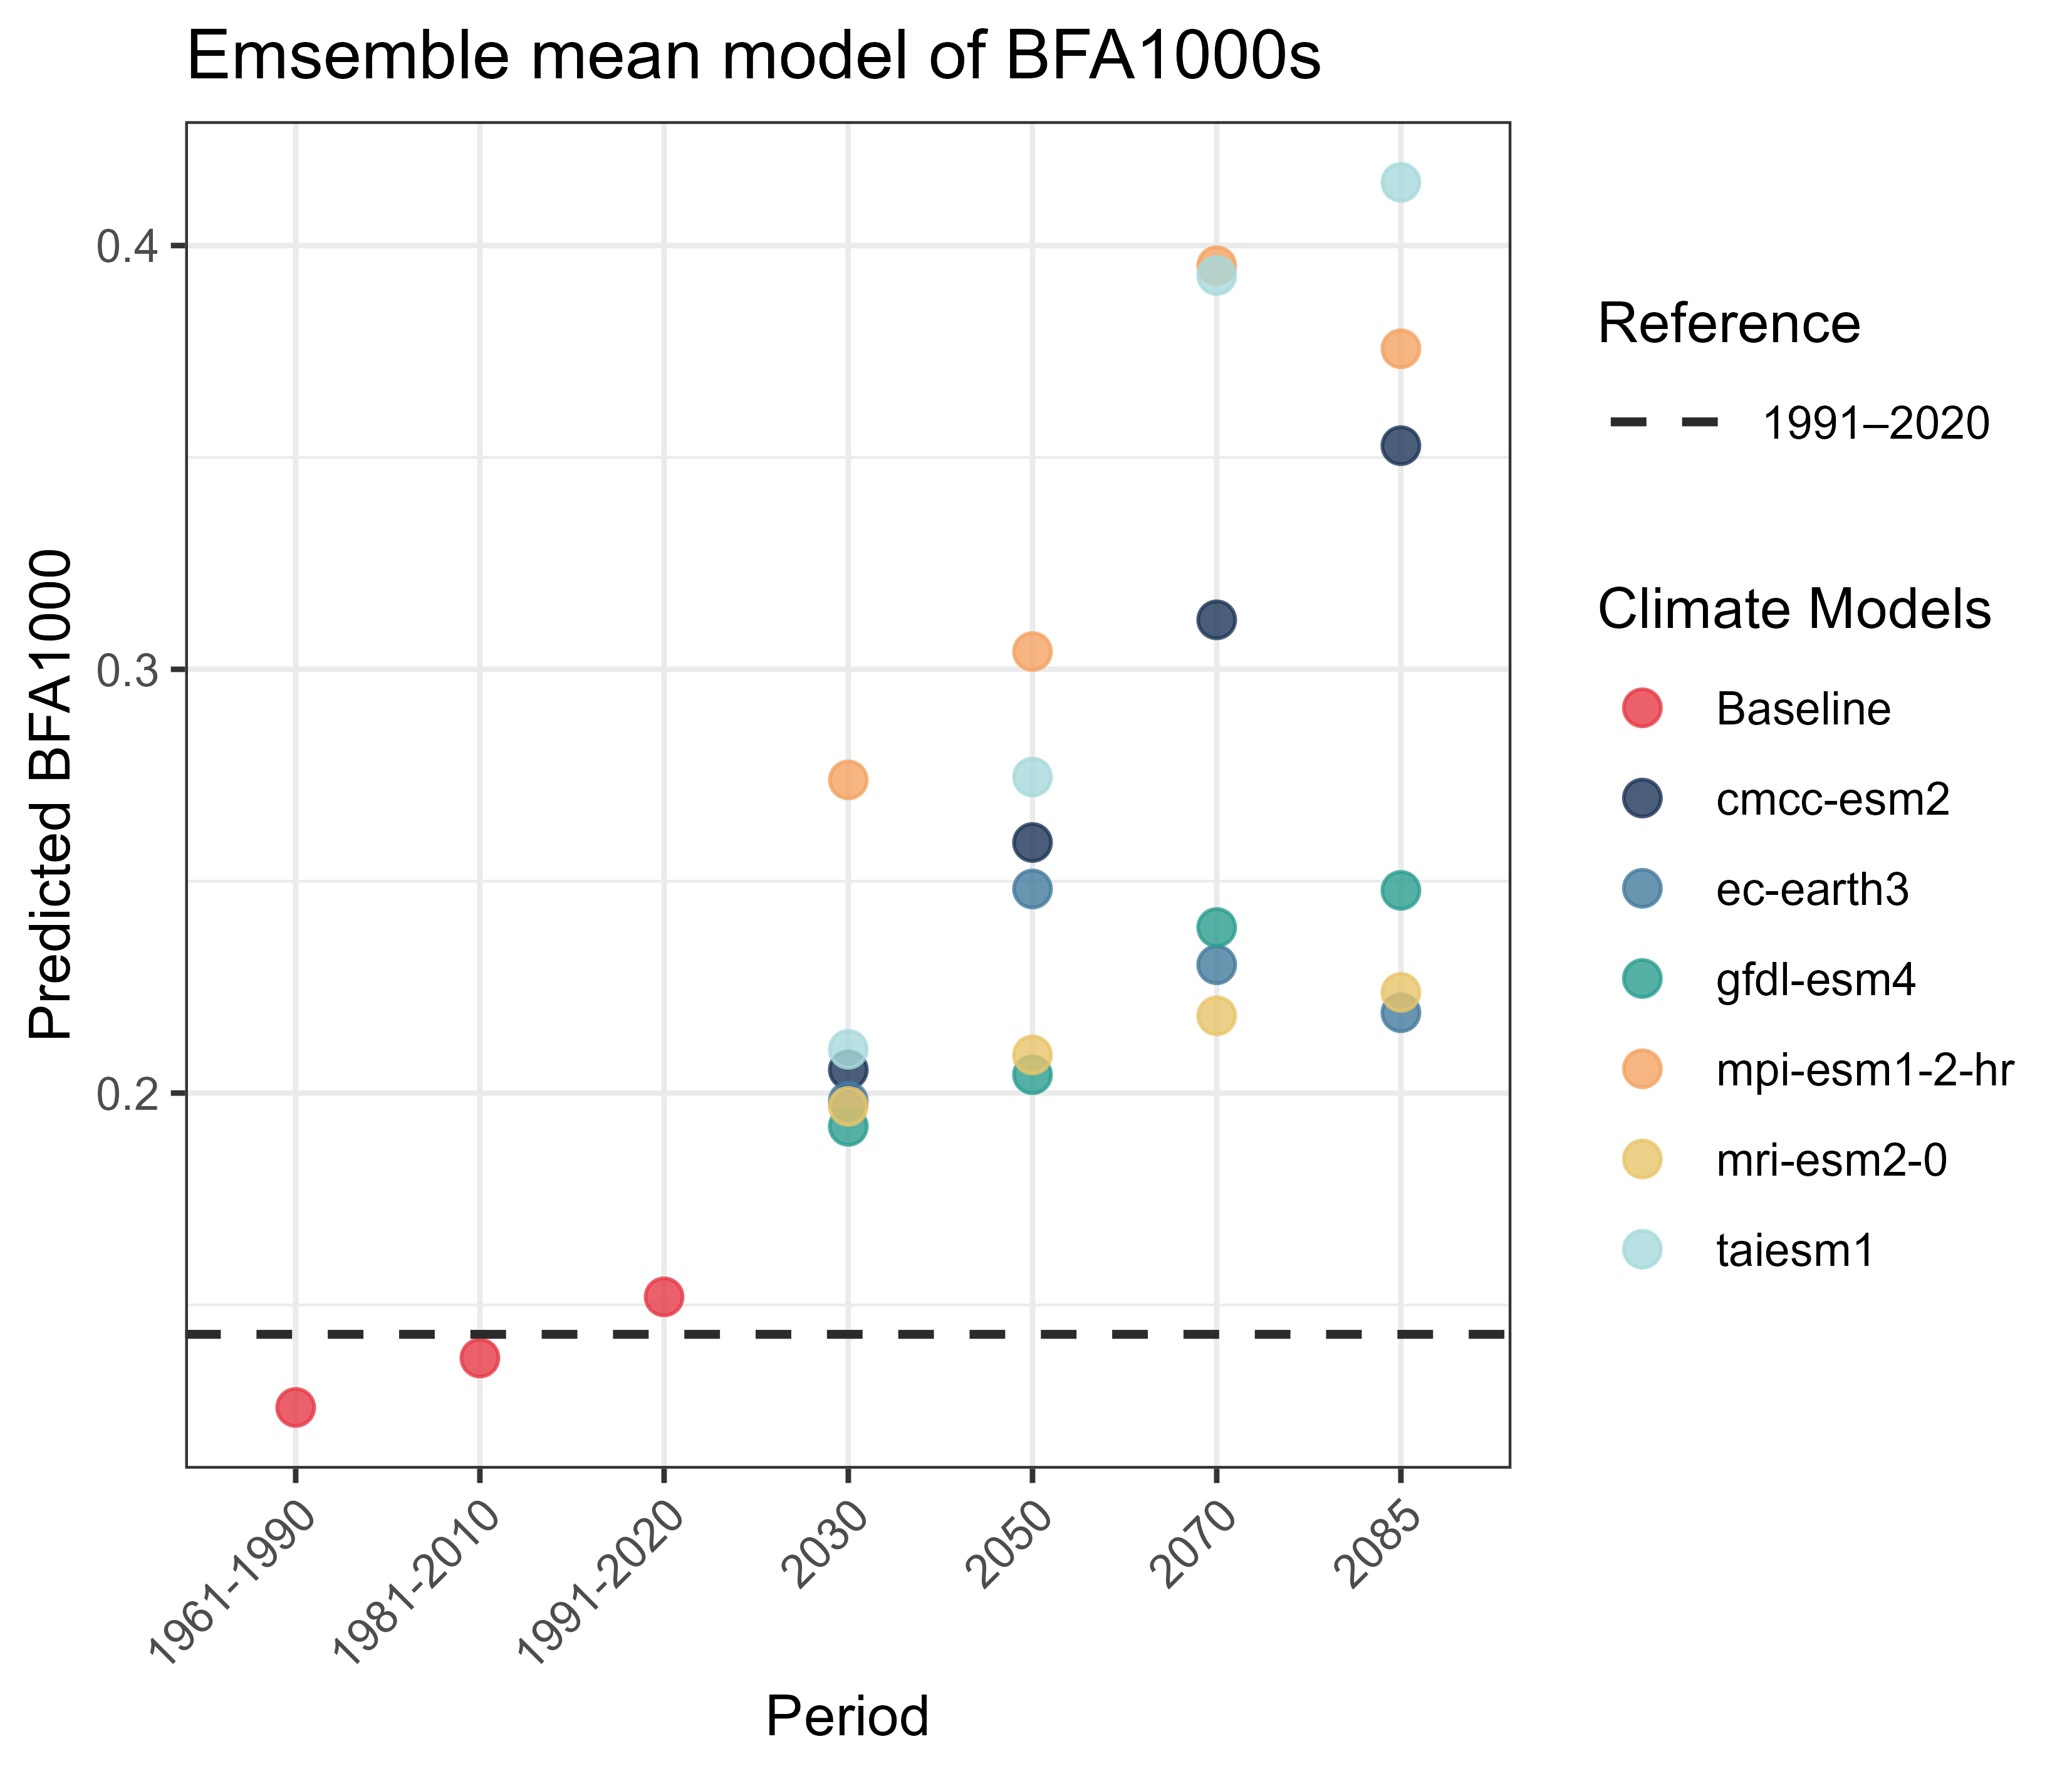 Emsemble mean model of BFA1000s
Predicted BFA1000
0.4
0.3
0.2
1961-1990
1981-2010
1991-2020
2030
2050
2070
2085
Period
Reference
1991–2020
Climate Models
Baseline
cmcc-esm2
ec-earth3
gfdl-esm4
mpi-esm1-2-hr
mri-esm2-0
taiesm1